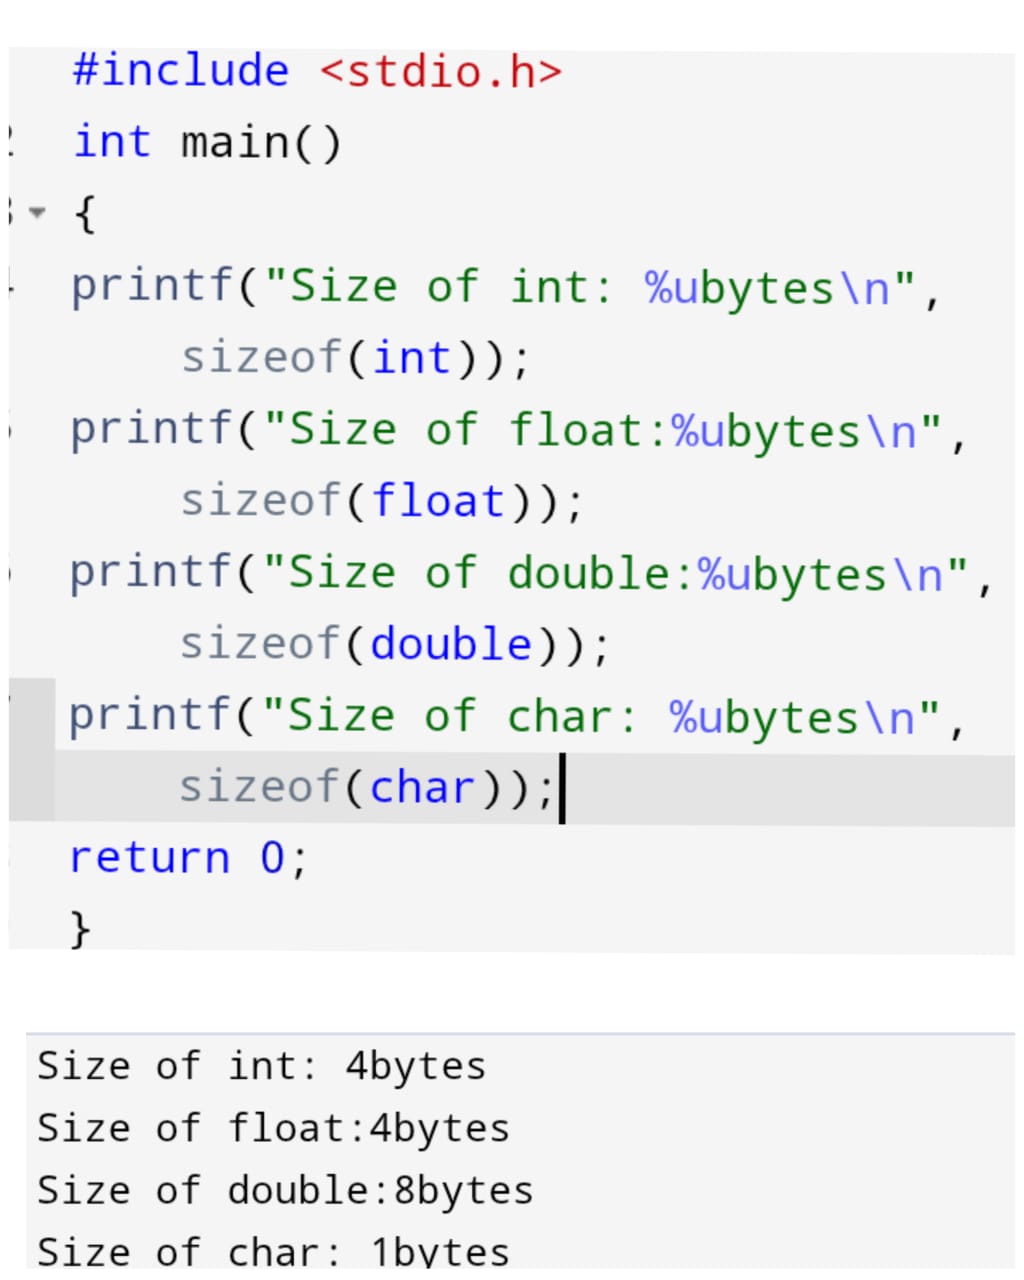 #include <stdio.h>
int main()
{
printf("Size of int: %ubytes\n",
sizeof(int));
printf("Size of float:%ubytes\n",
sizeof(float));
printf("Size of double:%ubytes\n",
sizeof(double));
printf("Size of char: %ubytes\n",
sizeof(char));
return 0;
}
Size of int: 4bytes
Size of float:4bytes
Size of double:8bytes
Size of char: 1bytes